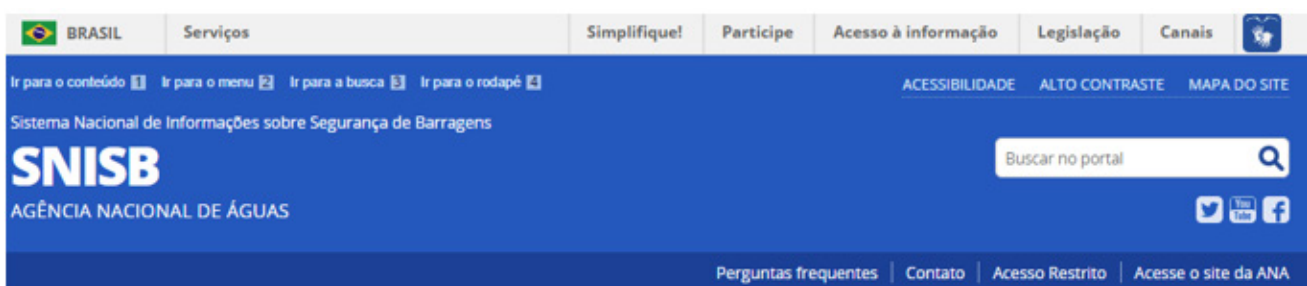 BRASIL Serviços Simplifique! Participe Acesso à informação Legislação Canais
Ir para o conteúdo 1 Ir para o menu 2 Ir para a busca 3 Ir para o rodapé 4 ACESSIBILIDADE ALTO CONTRASTE MAPA DO SITE
Sistema Nacional de Informações sobre Segurança de Barragens
SNISB
Buscar no portal
AGÊNCIA NACIONAL DE ÁGUAS
You Tube
Perguntas frequentes | Contato | Acesso Restrito | Acesse o site da ANA